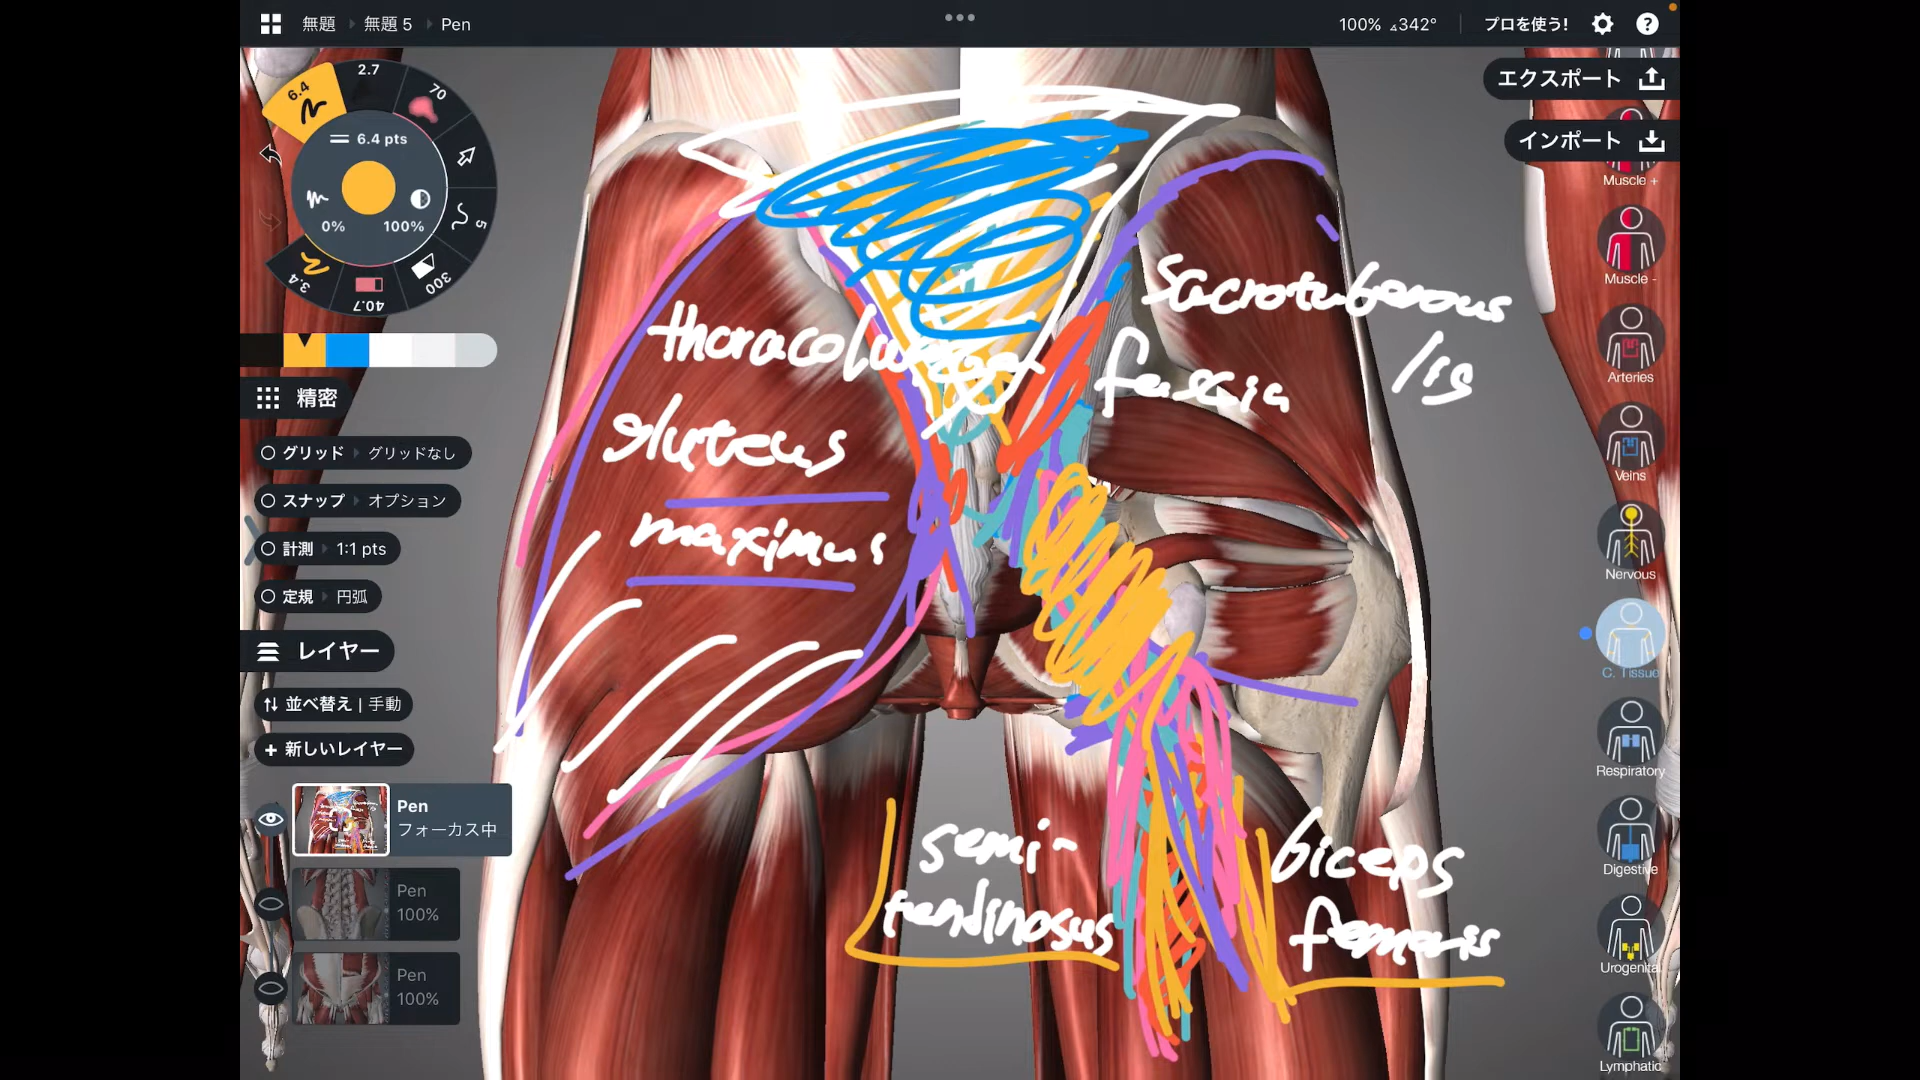 無題 無題 5 Pen
100% ⊿342° プロを使う!
エクスポート
インポート
2.7
6.4
70
6.4 pts
0% 100%
5
3.4
40.7
300
精密
グリッド グリッドなし
スナップ オプション
計測 1:1 pts
定規 円弧
レイヤー
並べ替え | 手動
+ 新しいレイヤー
Pen
フォーカス中
Pen
100%
Pen
100%
thoracolumbar fascia
gluteus
maximus
sacrotuberous
lig
semi-
tendinosus
biceps
femoris
Muscle +
Muscle -
Arteries
Veins
Nervous
C. Tissue
Respiratory
Digestive
Urogenital
Lymphatic